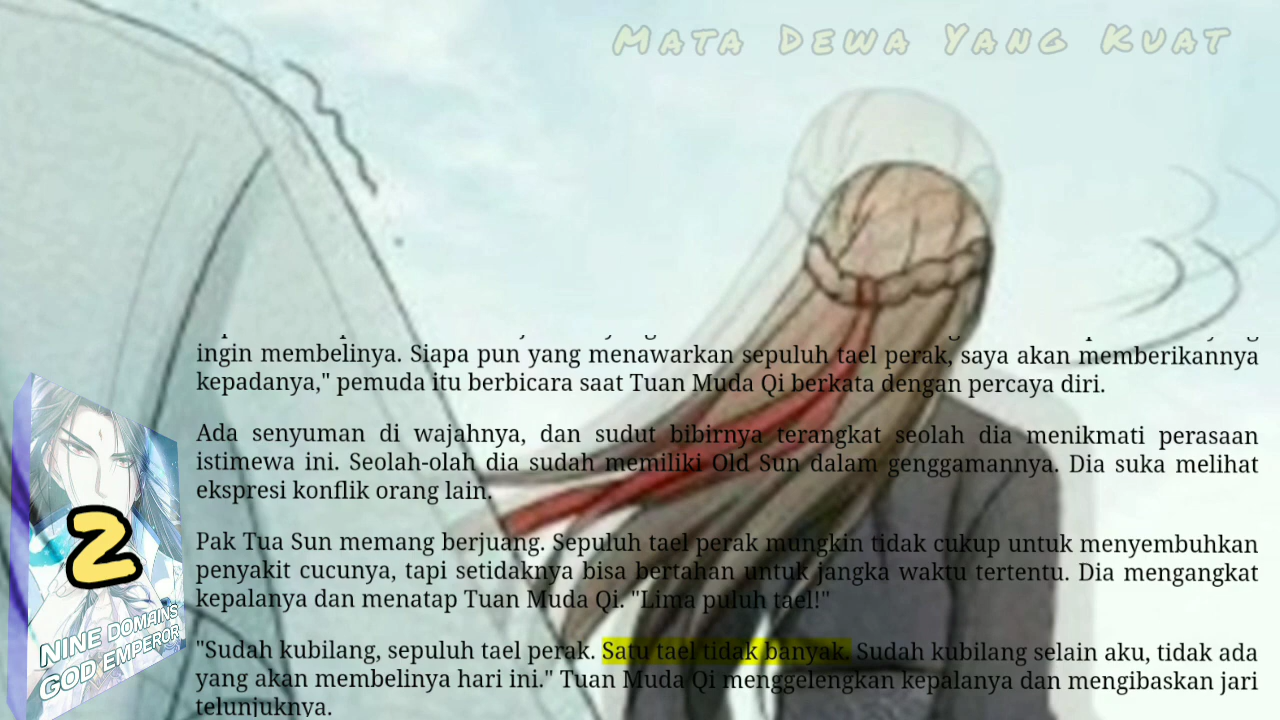 Mata Dewa Yang Kuat
ingin membelinya. Siapa pun yang menawarkan sepuluh tael perak, saya akan memberikannya
kepadanya," pemuda itu berbicara saat Tuan Muda Qi berkata dengan percaya diri.
Ada senyuman di wajahnya, dan sudut bibirnya terangkat seolah dia menikmati perasaan
istimewa ini. Seolah-olah dia sudah memiliki Old Sun dalam genggamannya. Dia suka melihat
ekspresi konflik orang lain.
Pak Tua Sun memang berjuang. Sepuluh tael perak mungkin tidak cukup untuk menyembuhkan
penyakit cucunya, tapi setidaknya bisa bertahan untuk jangka waktu tertentu. Dia mengangkat
kepalanya dan menatap Tuan Muda Qi. "Lima puluh tael!"
"Sudah kubilang, sepuluh tael perak. Satu tael tidak banyak. Sudah kubilang selain aku, tidak ada
yang akan membelinya hari ini." Tuan Muda Qi menggelengkan kepalanya dan mengibaskan jari
telunjuknya.
2
NINE DOMAINS
GOD EMPEROR